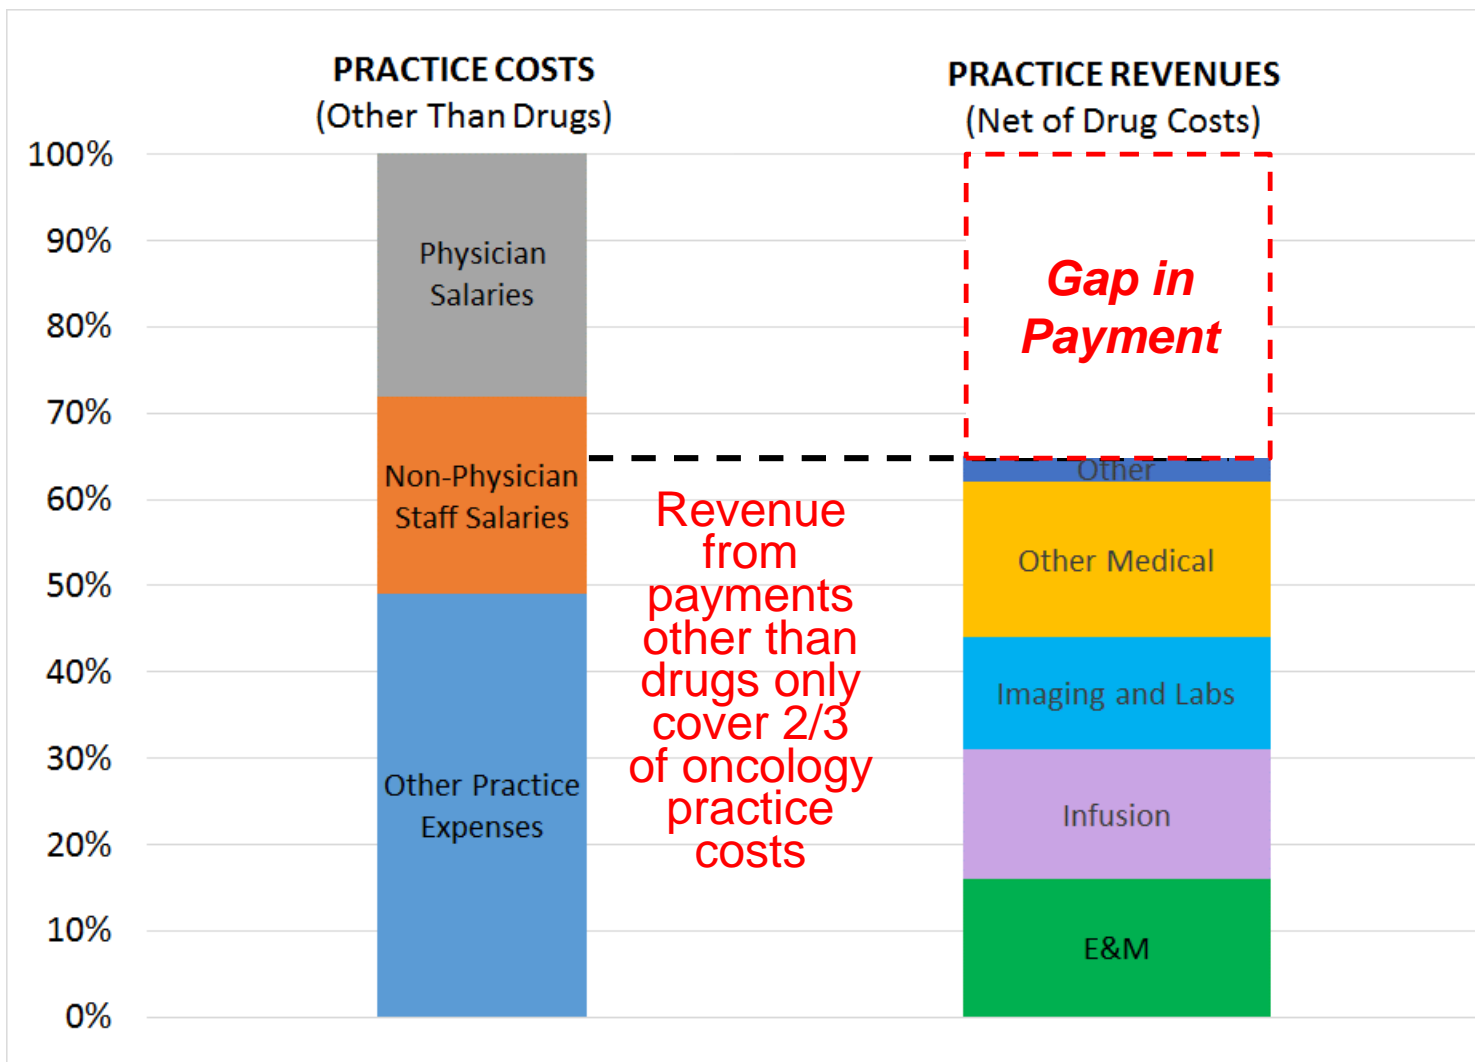 PRACTICE COSTS
(Other Than Drugs)
PRACTICE REVENUES
(Net of Drug Costs)
100%
90%
80%
70%
60%
50%
40%
30%
20%
10%
0%
Physician
Salaries
Non-Physician
Staff Salaries
Other Practice
Expenses
Revenue
from
payments
other than
drugs only
cover 2/3
of oncology
practice
costs
Gap in
Payment
Other
Other Medical
Imaging and Labs
Infusion
E&M